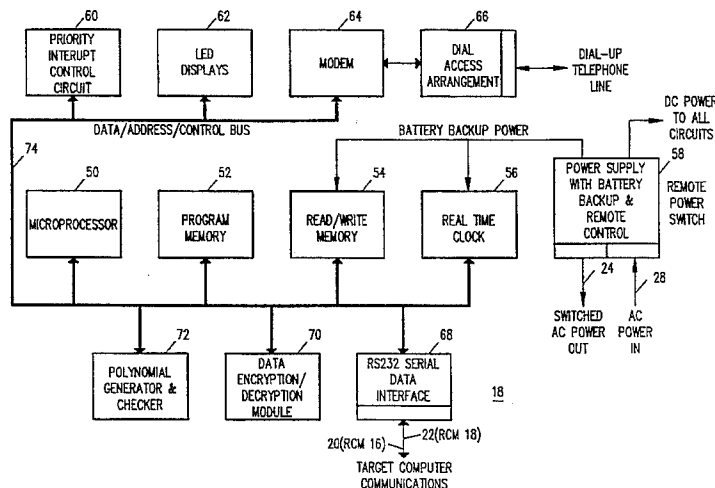 60
62
64
66
PRIORITY
INTERUPT
CONTROL
CIRCUIT
LED
DISPLAYS
MODEM
DIAL
ACCESS
ARRANGEMENT
DIAL-UP
TELEPHONE
LINE
DATA/ADDRESS/CONTROL BUS
BATTERY BACKUP POWER
DC POWER
TO ALL
CIRCUITS
74
50
52
54
56
58
MICROPROCESSOR
PROGRAM
MEMORY
READ/WRITE
MEMORY
REAL TIME
CLOCK
POWER SUPPLY
WITH BATTERY
BACKUP &
REMOTE
CONTROL
REMOTE
POWER
SWITCH
24
28
SWITCHED
AC POWER
OUT
AC
POWER
IN
72
70
68
POLYNOMIAL
GENERATOR &
CHECKER
DATA
ENCRYPTION/
DECRYPTION
MODULE
RS232 SERIAL
DATA
INTERFACE
18
22(RCM 18)
20(RCM 16)
TARGET COMPUTER
COMMUNICATIONS